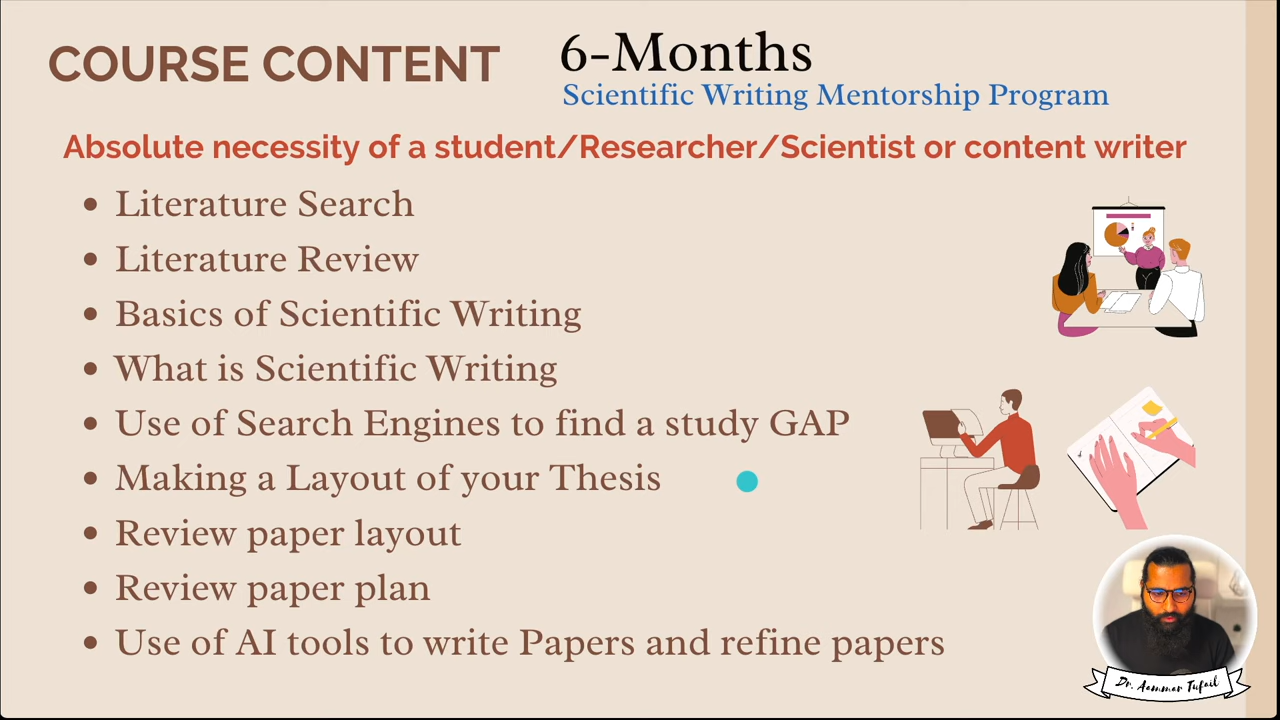 COURSE CONTENT
6-Months
Scientific Writing Mentorship Program
Absolute necessity of a student/Researcher/Scientist or content writer
• Literature Search
• Literature Review
• Basics of Scientific Writing
• What is Scientific Writing
• Use of Search Engines to find a study GAP
• Making a Layout of your Thesis
• Review paper layout
• Review paper plan
• Use of AI tools to write Papers and refine papers
Dr. Aammar Tufail